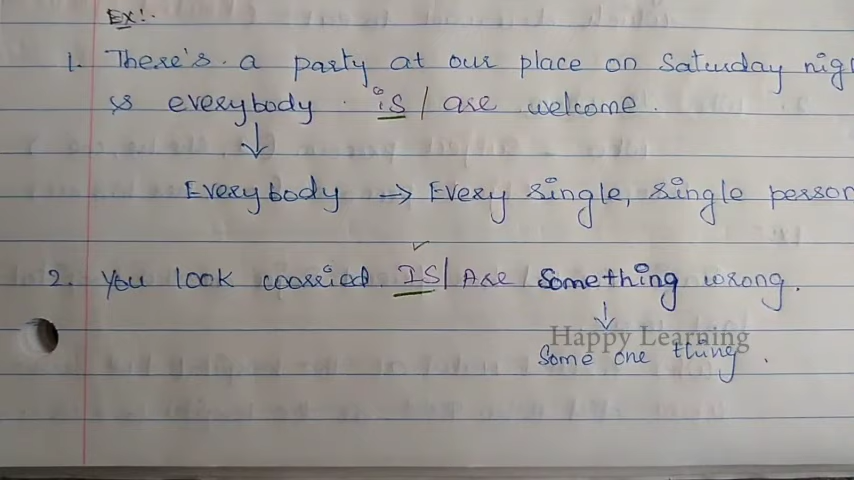 Ex!.
1. There's. a party at our place on Saturday nig
everybody. is / are welcome.
Everybody → Every single, single person
2. You look worried. IS / Are Something wrong.
Happy Learning
Some one thing.